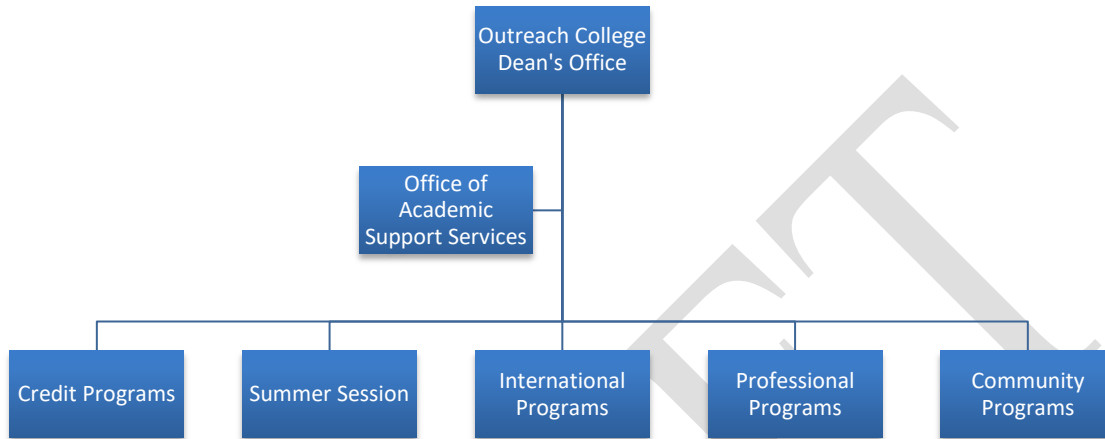 Outreach College
Dean's Office
Office of
Academic
Support Services
Credit Programs
Summer Session
International
Programs
Professional
Programs
Community
Programs